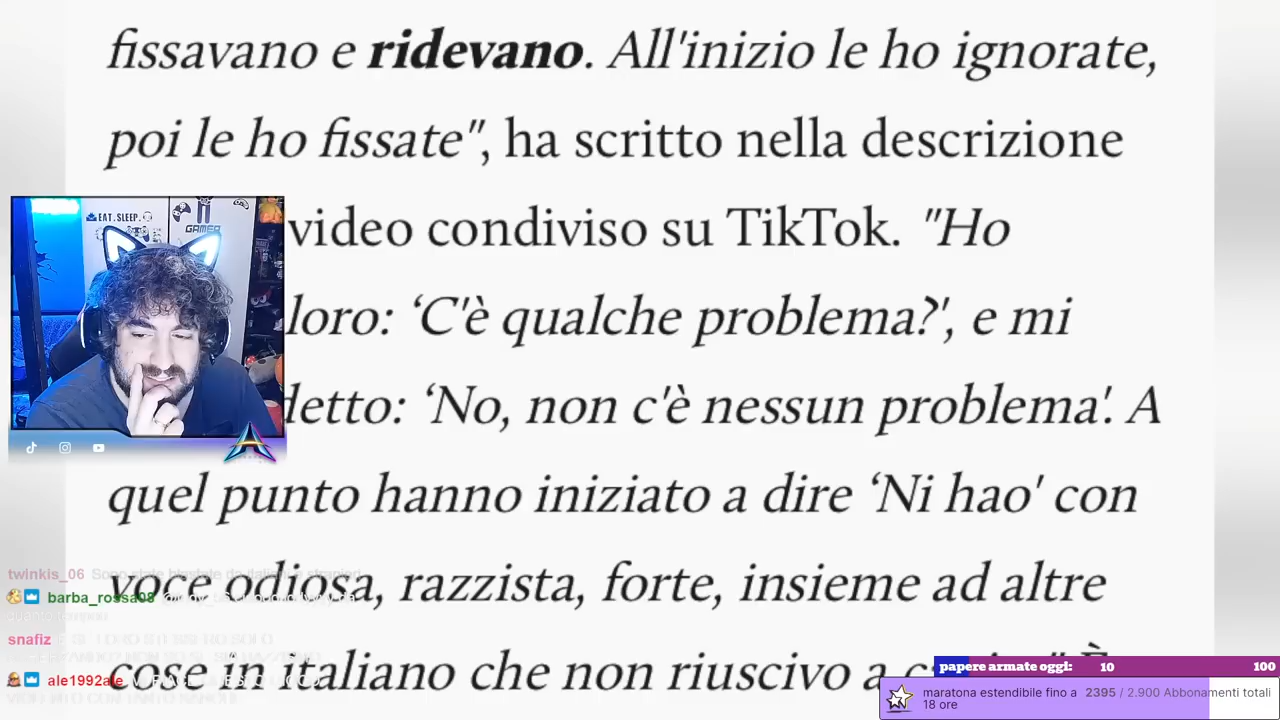 fissavano e ridevano. All'inizio le ho ignorate,
poi le ho fissate", ha scritto nella descrizione
video condiviso su TikTok. "Ho
loro: ‘C'è qualche problema?', e mi
detto: ‘No, non c'è nessun problema'. A
quel punto hanno iniziato a dire ‘Ni hao' con
voce odiosa, razzista, forte, insieme ad altre
in italiano che non riuscivo a
EAT.SLEEP.
GAMER
twinkis_06 Sono state
barba_rossa08
snafiz
ale1992ale
papere armate oggi: 10 100
maratona estendibile fino a 2395 / 2.900 Abbonamenti totali
18 ore